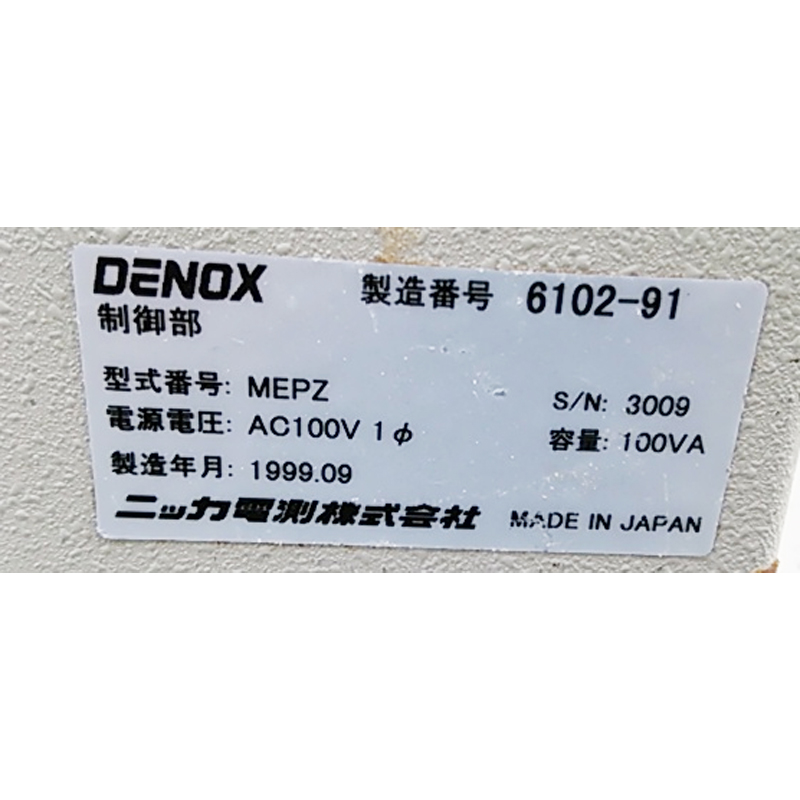 DENOX 製造番号 6102-91
制御部
型式番号: MEPZ S/N: 3009
電源電圧: AC100V 1φ 容量: 100VA
製造年月: 1999.09
ニッカ電測株式会社 MADE IN JAPAN